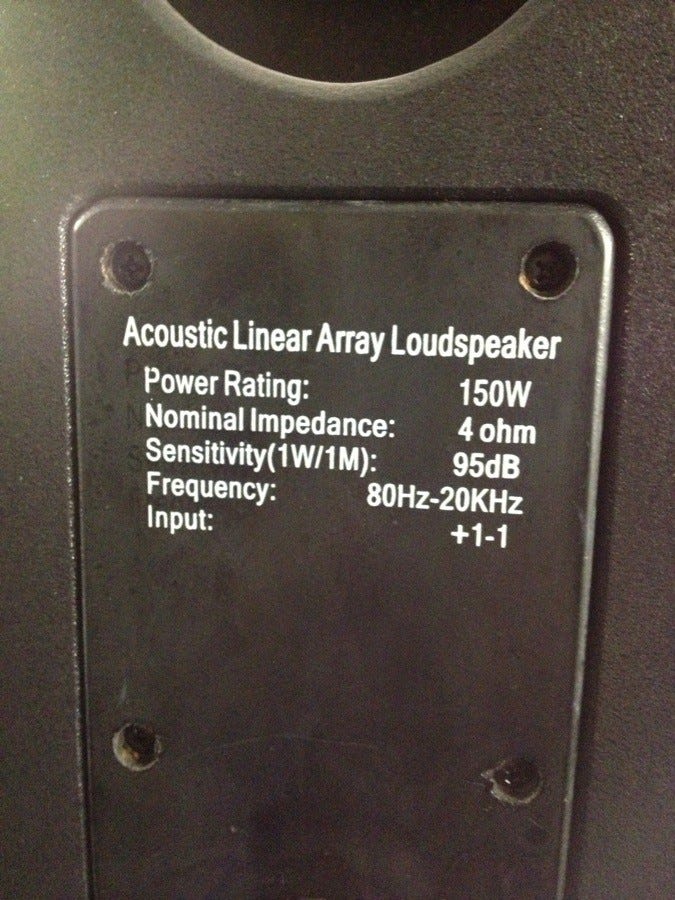 Acoustic Linear Array Loudspeaker
Power Rating: 150W
Nominal Impedance: 4 ohm
Sensitivity(1W/1M): 95dB
Frequency: 80Hz-20KHz
Input: +1-1